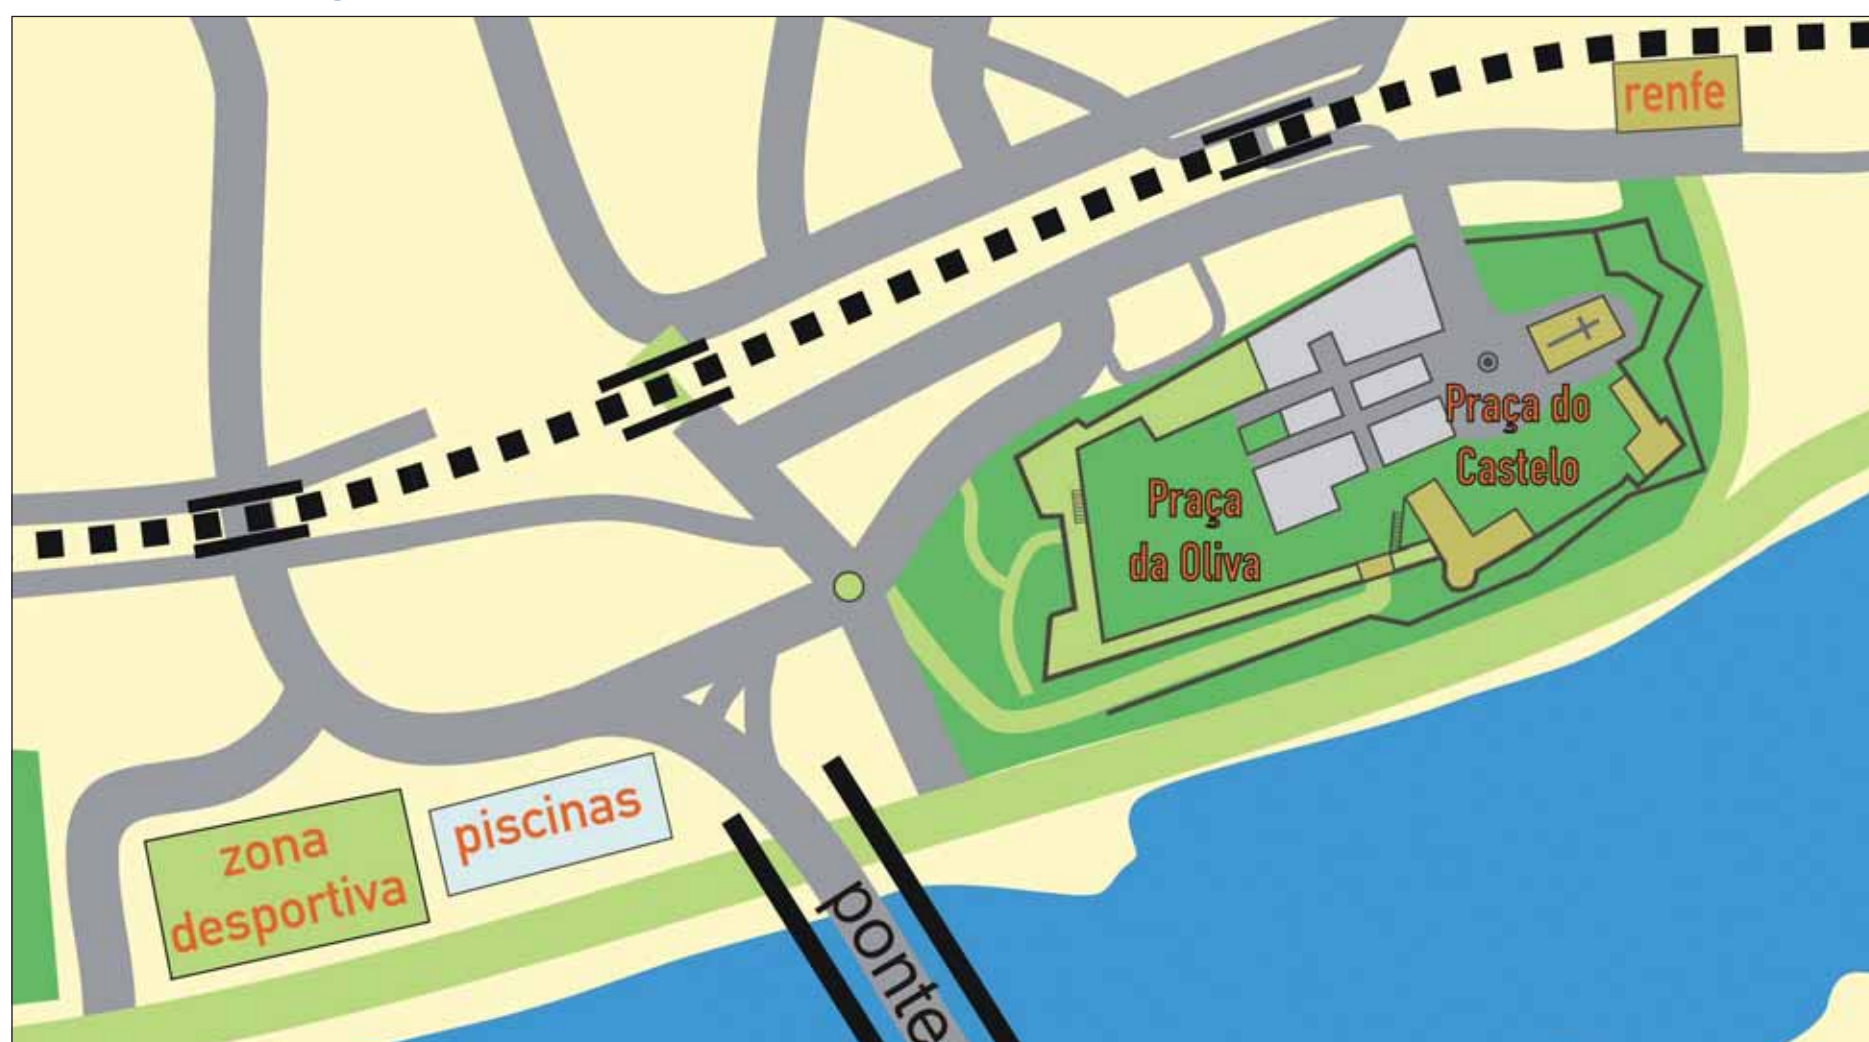 renfe
Praça do
Castelo
Praça
da Oliva
piscinas
zona
desportiva
ponte